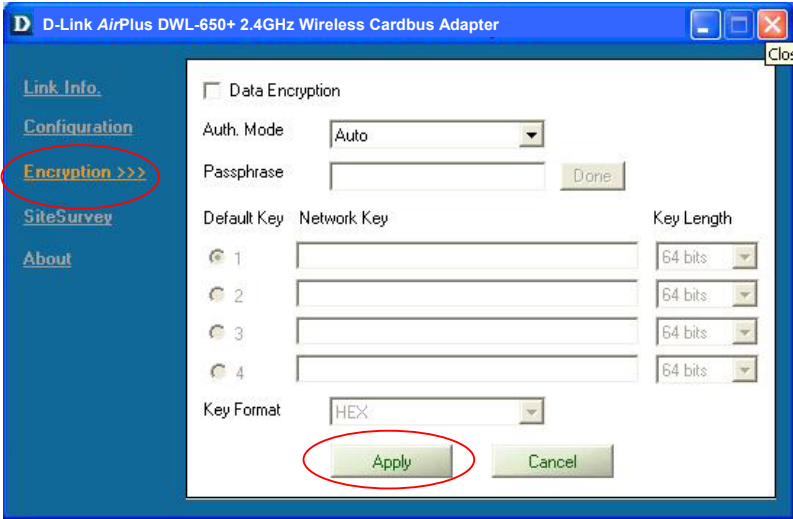 D D-Link AirPlus DWL-650+ 2.4GHz Wireless Cardbus Adapter
Clos
Link Info.
Configuration
Encryption >>>
SiteSurvey
About
Data Encryption
Auth. Mode Auto
Passphrase Done
Default Key Network Key Key Length
1 64 bits
2 64 bits
3 64 bits
4 64 bits
Key Format HEX
Apply Cancel